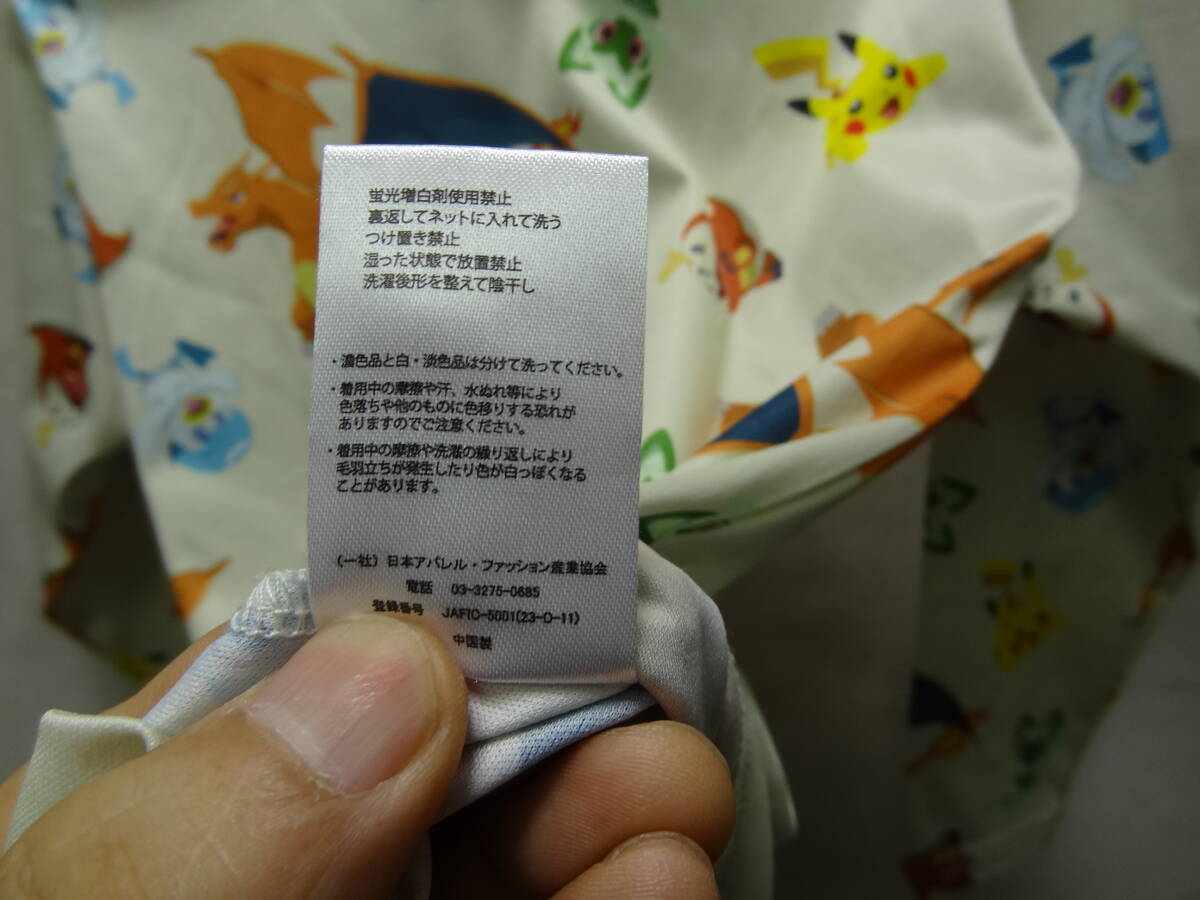 蛍光増白剤使用禁止
裏返してネットに入れて洗う
つけ置き禁止
湿った状態で放置禁止
洗濯後形を整えて陰干し
・濃色品と白・淡色品は分けて洗ってください。
・着用中の摩擦や汗、水ぬれ等により
色落ちや他のものに色移りする恐れが
ありますのでご注意ください。
・着用中の摩擦や洗濯の繰り返しにより
毛羽立ちが発生したり色が白っぽくなる
ことがあります。
(一社) 日本アパレル・ファッション産業協会
電話 03-3275-0685
登録番号 JAFIC-5001(23-0-11)
中国製